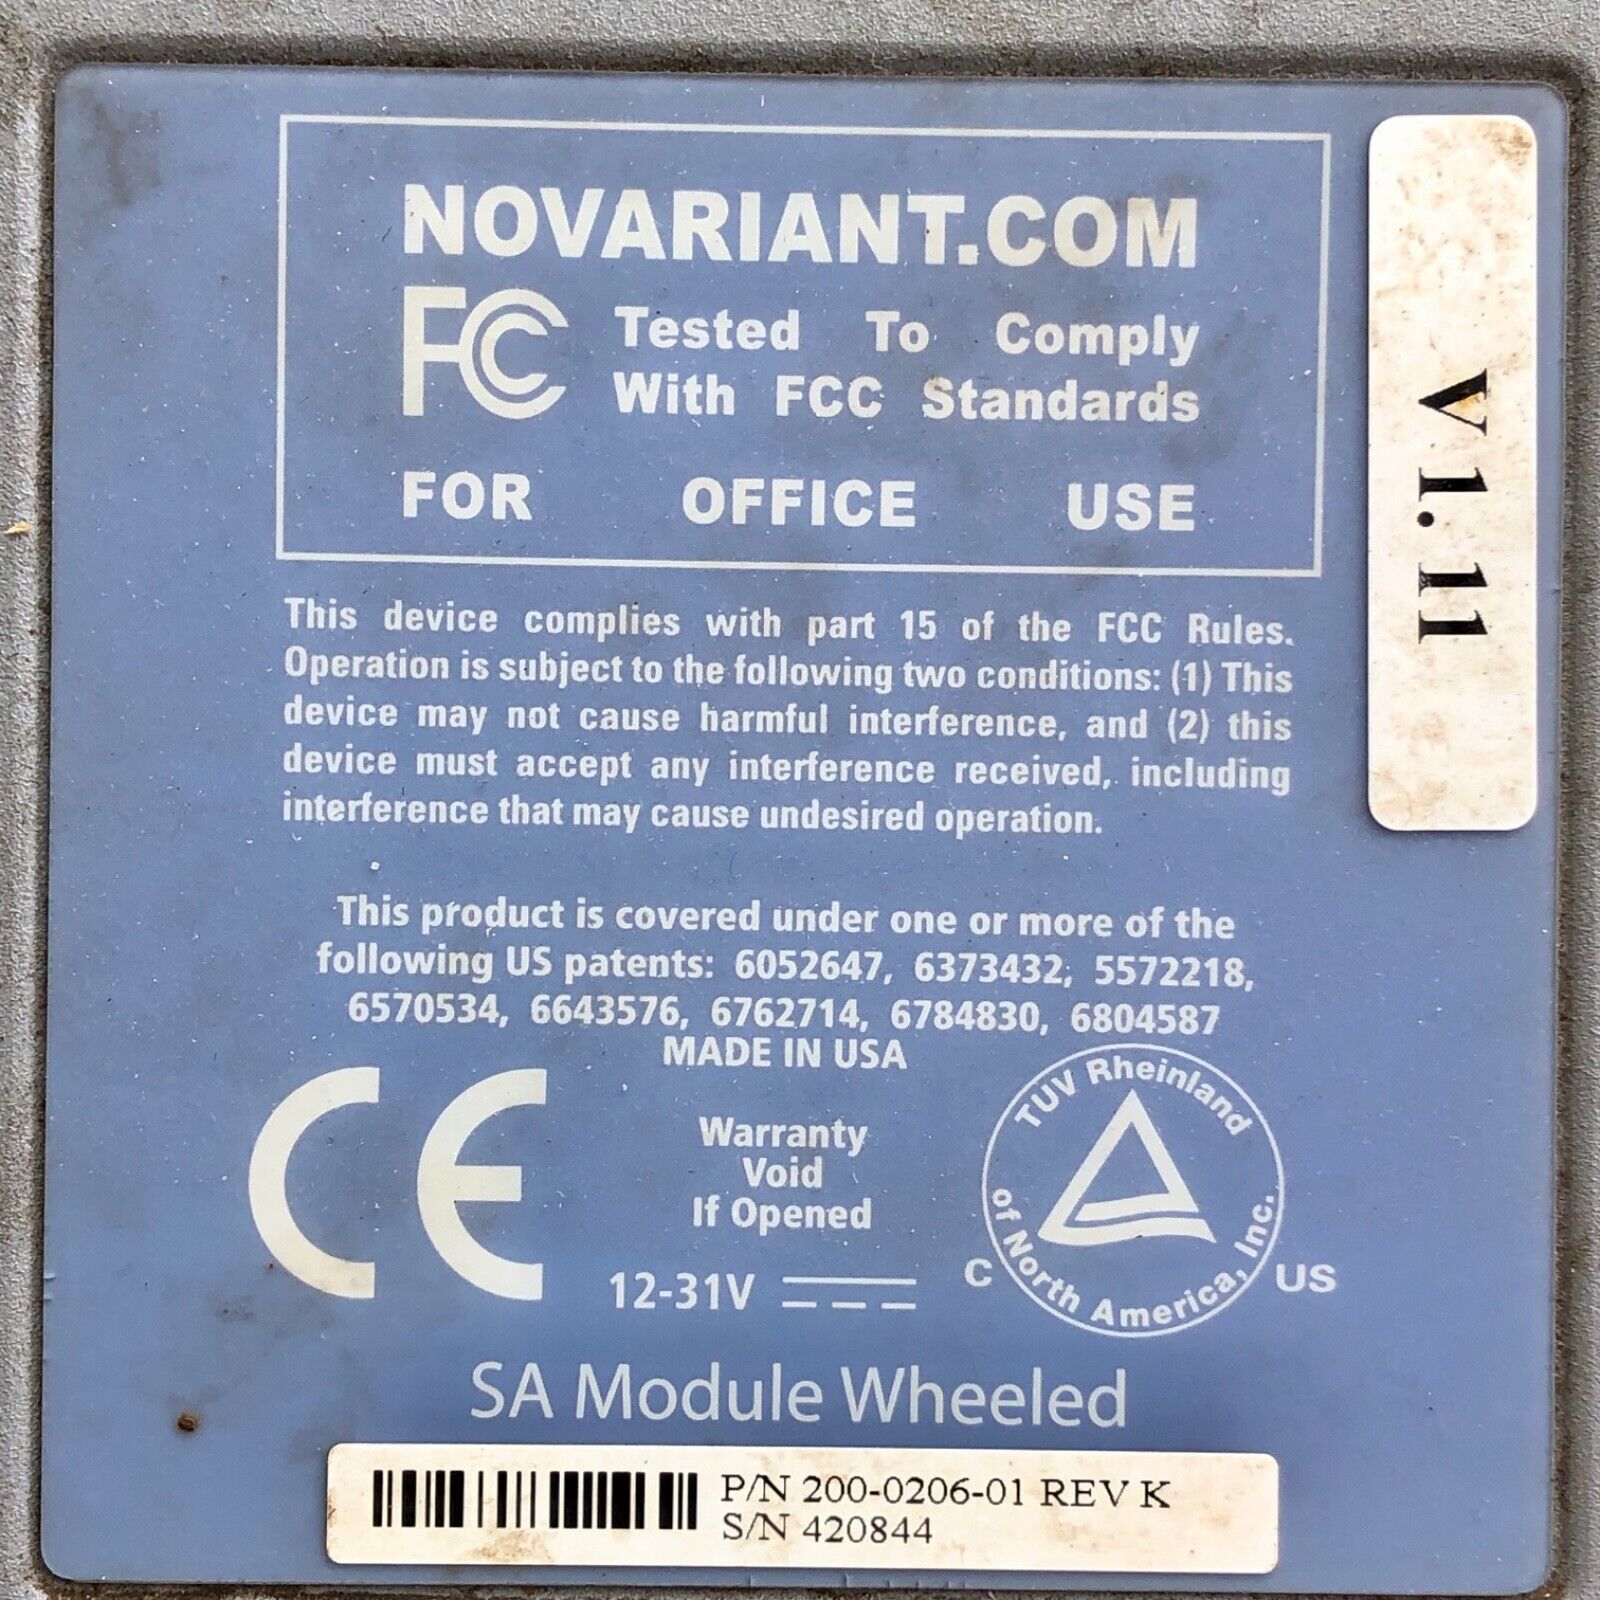 NOVARIANT.COM
FC Tested To Comply
With FCC Standards
FOR OFFICE USE
This device complies with part 15 of the FCC Rules.
Operation is subject to the following two conditions: (1) This
device may not cause harmful interference, and (2) this
device must accept any interference received, including
interference that may cause undesired operation.
This product is covered under one or more of the
following US patents: 6052647, 6373432, 5572218,
6570534, 6643576, 6762714, 6784830, 6804587
MADE IN USA
CE
Warranty
Void
If Opened
12-31V
TUV Rheinland
of North America, Inc.
C US
SA Module Wheeled
P/N 200-0206-01 REV K
S/N 420844
V 1.11